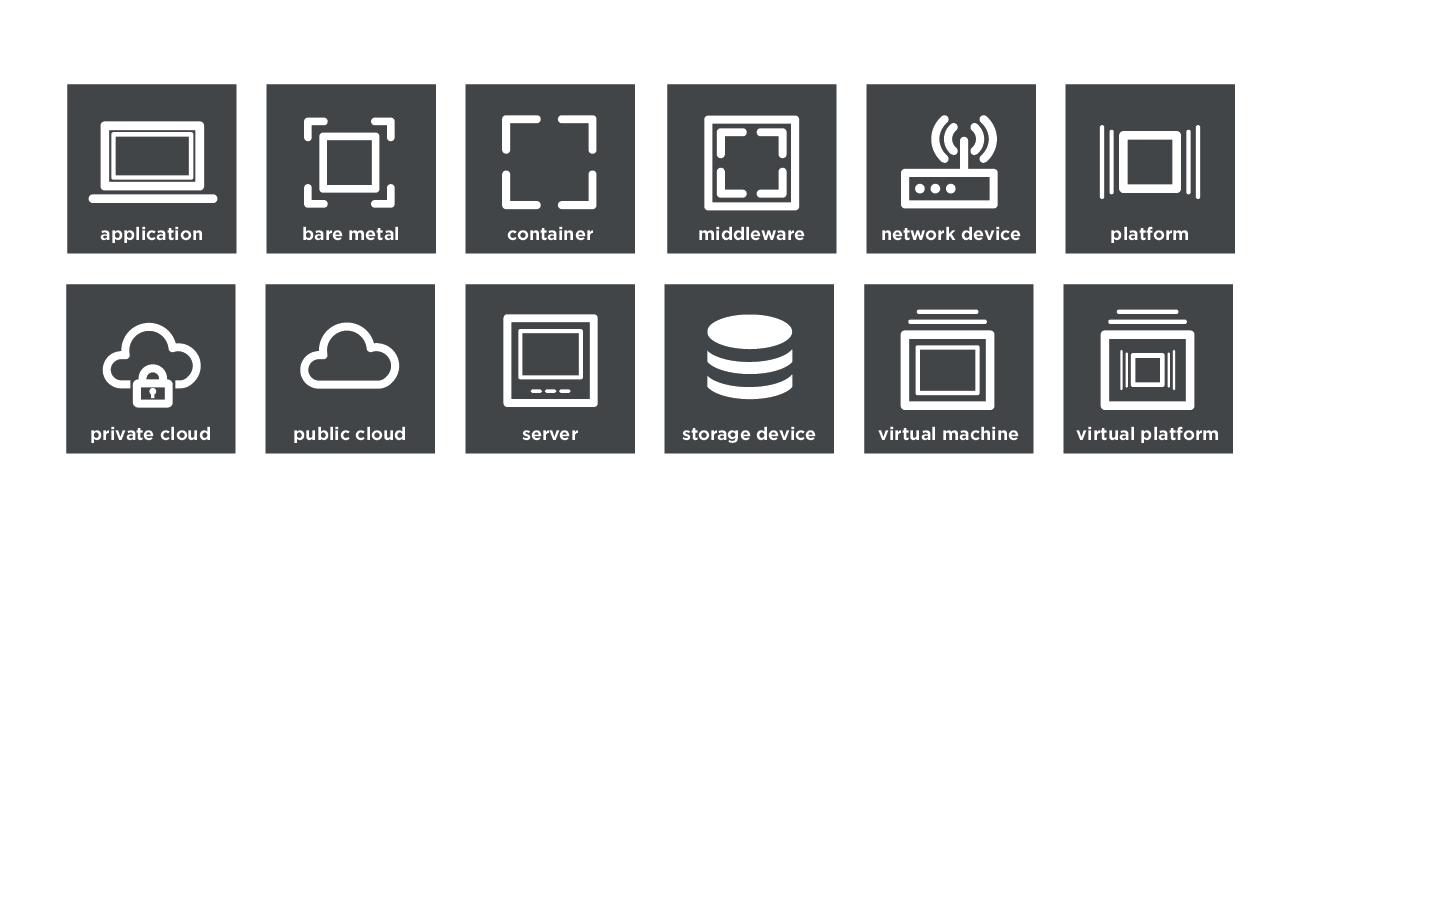 application
bare metal
container
middleware
network device
platform
private cloud
public cloud
server
storage device
virtual machine
virtual platform